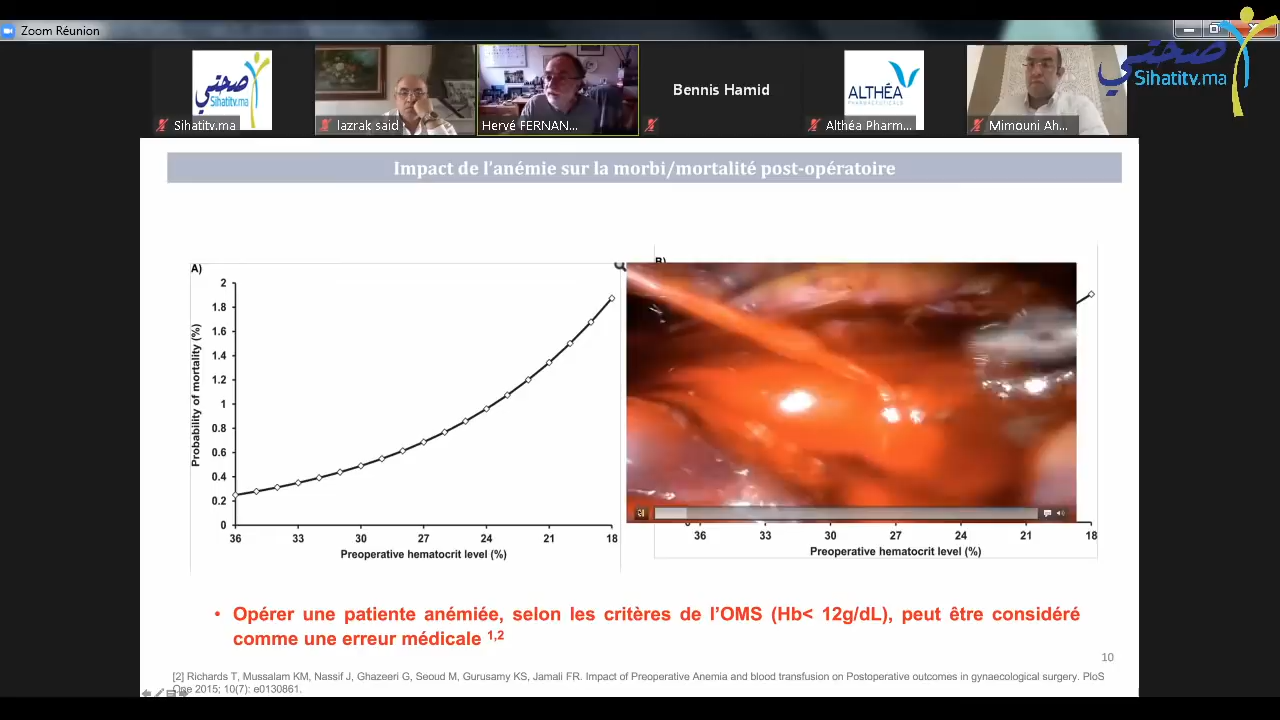 Zoom Réunion
صحتي
Sihatitv.ma
صحتي
Sihatitv.ma
ALTHÉA
PHARMACEUTICALS
Bennis Hamid
Sihatitv.ma
lazrak said
Hervé FERNAN...
Althéa Pharm...
Mimouni Ah...
Impact de l'anémie sur la morbi/mortalité post-opératoire
A)
B)
Probability of mortality (%)
2
1.8
1.6
1.4
1.2
1
0.8
0.6
0.4
0.2
0
36 33 30 27 24 21 18
Preoperative hematocrit level (%)
0
36 33 30 27 24 21 18
Preoperative hematocrit level (%)
• Opérer une patiente anémiée, selon les critères de l'OMS (Hb< 12g/dL), peut être considéré
comme une erreur médicale 1,2
10
[2] Richards T, Mussalam KM, Nassif J, Ghazeeri G, Seoud M, Gurusamy KS, Jamali FR. Impact of Preoperative Anemia and blood transfusion on Postoperative outcomes in gynaecological surgery. PloS
One 2015; 10(7): e0130861.